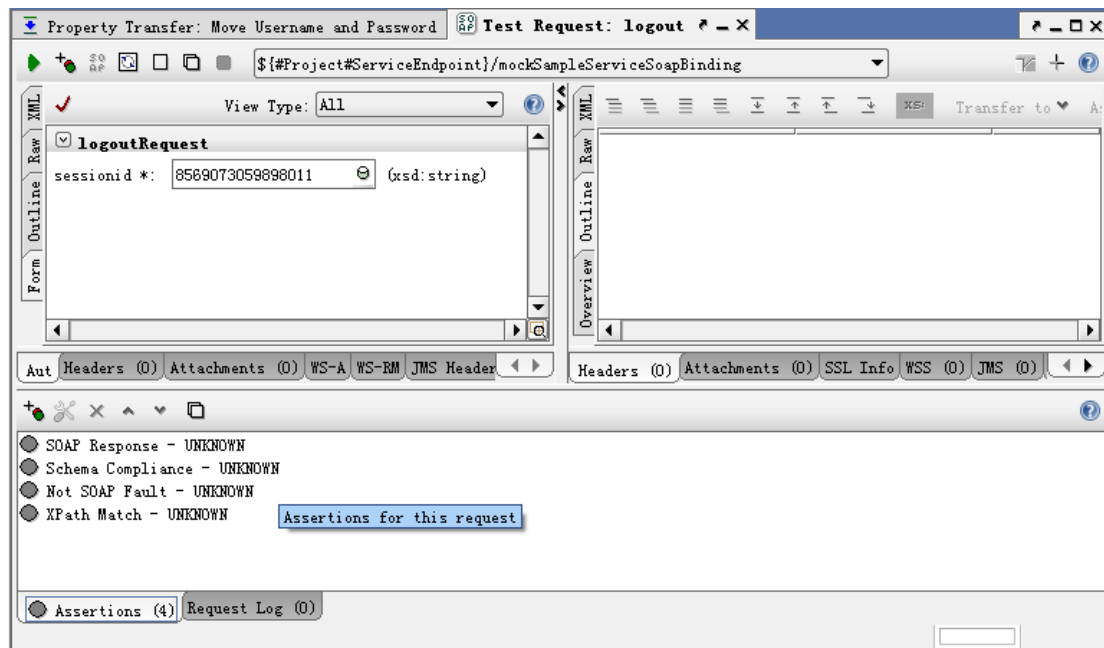 Property Transfer: Move Username and Password
Test Request: logout
SO AP
${#Project#ServiceEndpoint}/mockSampleServiceSoapBinding
XML
Raw
Outline
Form
View Type: All
logoutRequest
sessionid *: 8569073059898011 (xsd:string)
XML
Raw
Outline
Overview
XS:
Transfer to
A:
Aut
Headers (0)
Attachments (0)
WS-A
WS-RM
JMS Header
Headers (0)
Attachments (0)
SSL Info
WSS (0)
JMS (0)
SOAP Response - UNKNOWN
Schema Compliance - UNKNOWN
Not SOAP Fault - UNKNOWN
XPath Match - UNKNOWN
Assertions for this request
Assertions (4)
Request Log (0)